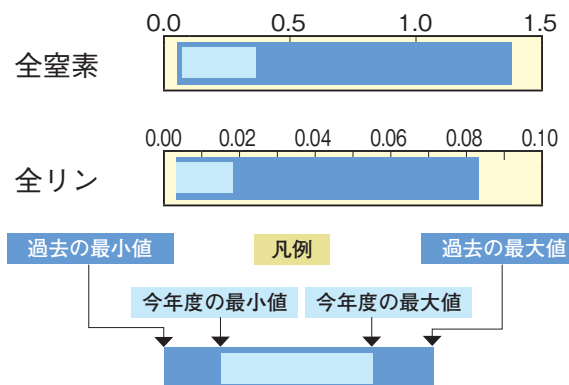 0.0 0.5 1.0 1.5
全窒素
0.00 0.02 0.04 0.06 0.08 0.10
全リン
過去の最小値 凡例 過去の最大値
今年度の最小値 今年度の最大値